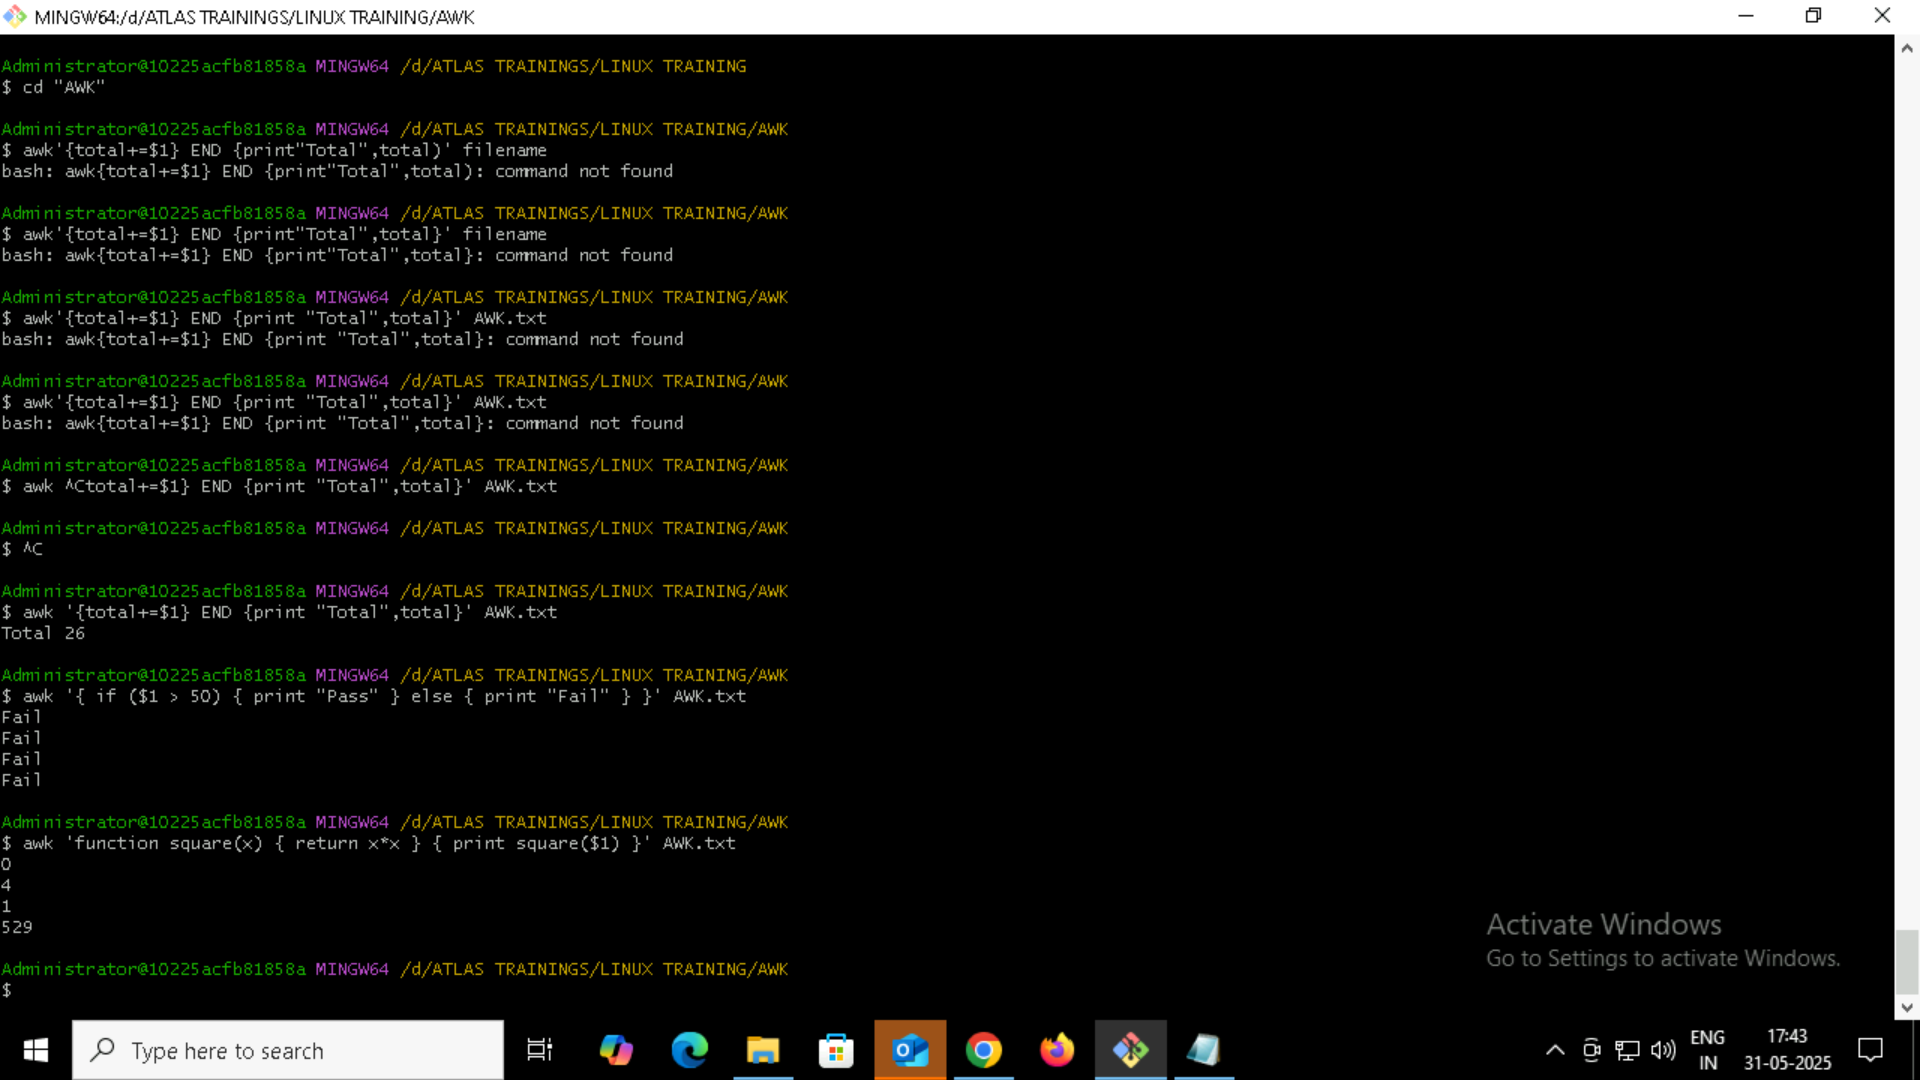 MINGW64:/d/ATLAS TRAININGS/LINUX TRAINING/AWK
Administrator@10225acfb81858a MINGW64 /d/ATLAS TRAININGS/LINUX TRAINING
$ cd "AWK"
Administrator@10225acfb81858a MINGW64 /d/ATLAS TRAININGS/LINUX TRAINING/AWK
$ awk'{total+=$1} END {print"Total",total)' filename
bash: awk{total+=$1} END {print"Total",total): command not found
Administrator@10225acfb81858a MINGW64 /d/ATLAS TRAININGS/LINUX TRAINING/AWK
$ awk'{total+=$1} END {print"Total",total}' filename
bash: awk{total+=$1} END {print"Total",total}: command not found
Administrator@10225acfb81858a MINGW64 /d/ATLAS TRAININGS/LINUX TRAINING/AWK
$ awk'{total+=$1} END {print "Total",total}' AWK.txt
bash: awk{total+=$1} END {print "Total",total}: command not found
Administrator@10225acfb81858a MINGW64 /d/ATLAS TRAININGS/LINUX TRAINING/AWK
$ awk'{total+=$1} END {print "Total",total}' AWK.txt
bash: awk{total+=$1} END {print "Total",total}: command not found
Administrator@10225acfb81858a MINGW64 /d/ATLAS TRAININGS/LINUX TRAINING/AWK
$ awk ^Ctotal+=$1} END {print "Total",total}' AWK.txt
Administrator@10225acfb81858a MINGW64 /d/ATLAS TRAININGS/LINUX TRAINING/AWK
$ ^C
Administrator@10225acfb81858a MINGW64 /d/ATLAS TRAININGS/LINUX TRAINING/AWK
$ awk '{total+=$1} END {print "Total",total}' AWK.txt
Total 26
Administrator@10225acfb81858a MINGW64 /d/ATLAS TRAININGS/LINUX TRAINING/AWK
$ awk '{ if ($1 > 50) { print "Pass" } else { print "Fail" } }' AWK.txt
Fail
Fail
Fail
Fail
Administrator@10225acfb81858a MINGW64 /d/ATLAS TRAININGS/LINUX TRAINING/AWK
$ awk 'function square(x) { return x*x } { print square($1) }' AWK.txt
0
4
1
529
Administrator@10225acfb81858a MINGW64 /d/ATLAS TRAININGS/LINUX TRAINING/AWK
$
Activate Windows
Go to Settings to activate Windows.
Type here to search
ENG
IN
17:43
31-05-2025